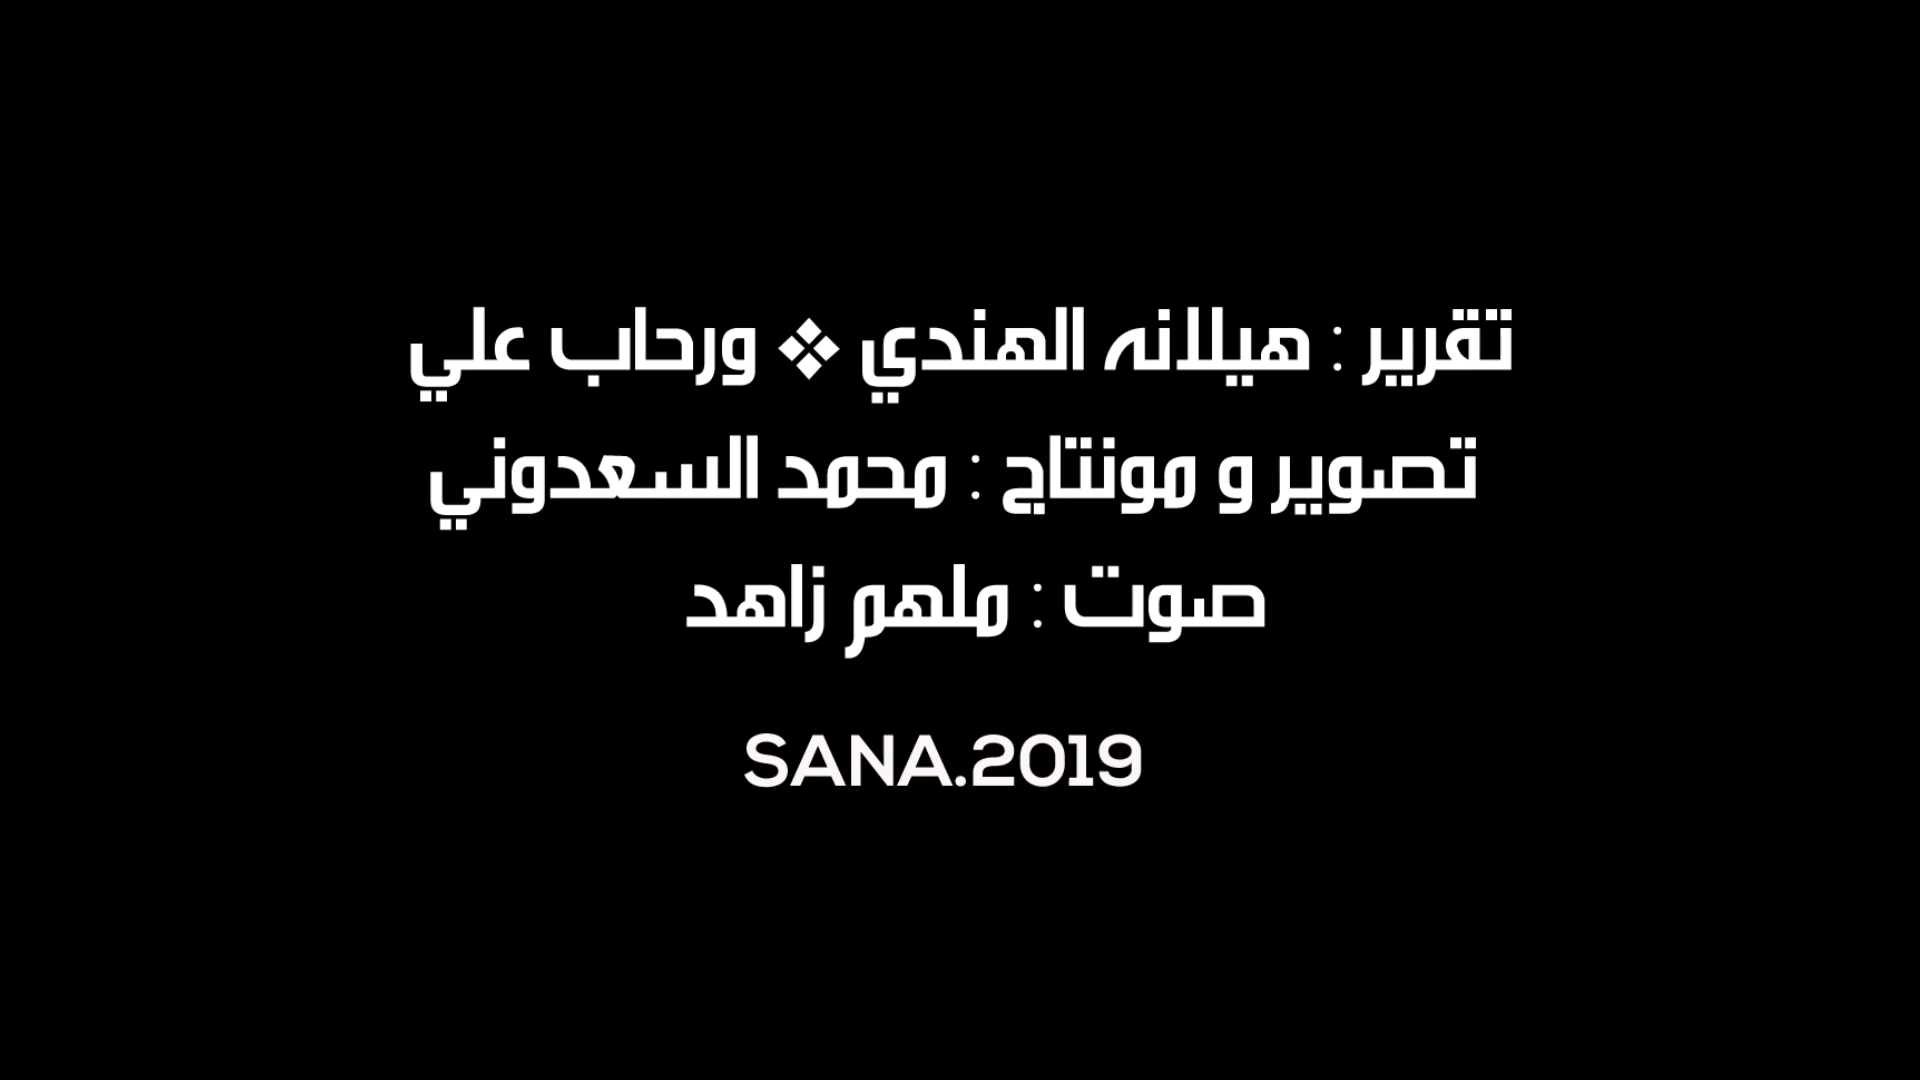 تقرير : هيلانه الهندي ❖ ورحاب علي
تصوير و مونتاج : محمد السعدوني
صوت : ملهم زاهد
SANA.2019